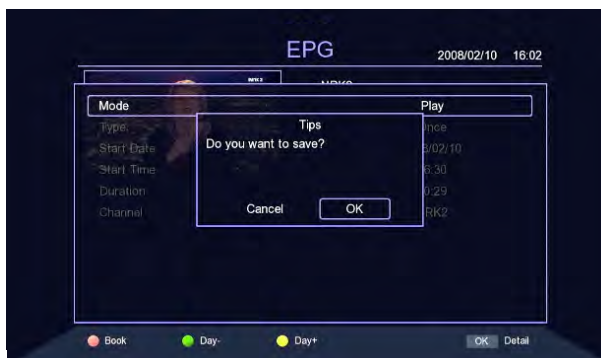 EPG
2008/02/10 16:02
NRK2
Mode Play
Type:
Start Date
Start Time
Duration
Channel
Tips
Do you want to save?
Cancel OK
Book Day- Day+ OK Detail